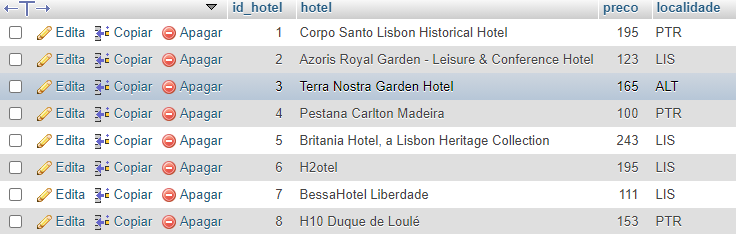 id_hotel hotel preco localidade
Edita Copiar Apagar 1 Corpo Santo Lisbon Historical Hotel 195 PTR
Edita Copiar Apagar 2 Azoris Royal Garden - Leisure & Conference Hotel 123 LIS
Edita Copiar Apagar 3 Terra Nostra Garden Hotel 165 ALT
Edita Copiar Apagar 4 Pestana Carlton Madeira 100 PTR
Edita Copiar Apagar 5 Britania Hotel, a Lisbon Heritage Collection 243 LIS
Edita Copiar Apagar 6 H2otel 195 LIS
Edita Copiar Apagar 7 BessaHotel Liberdade 111 LIS
Edita Copiar Apagar 8 H10 Duque de Loulé 153 PTR